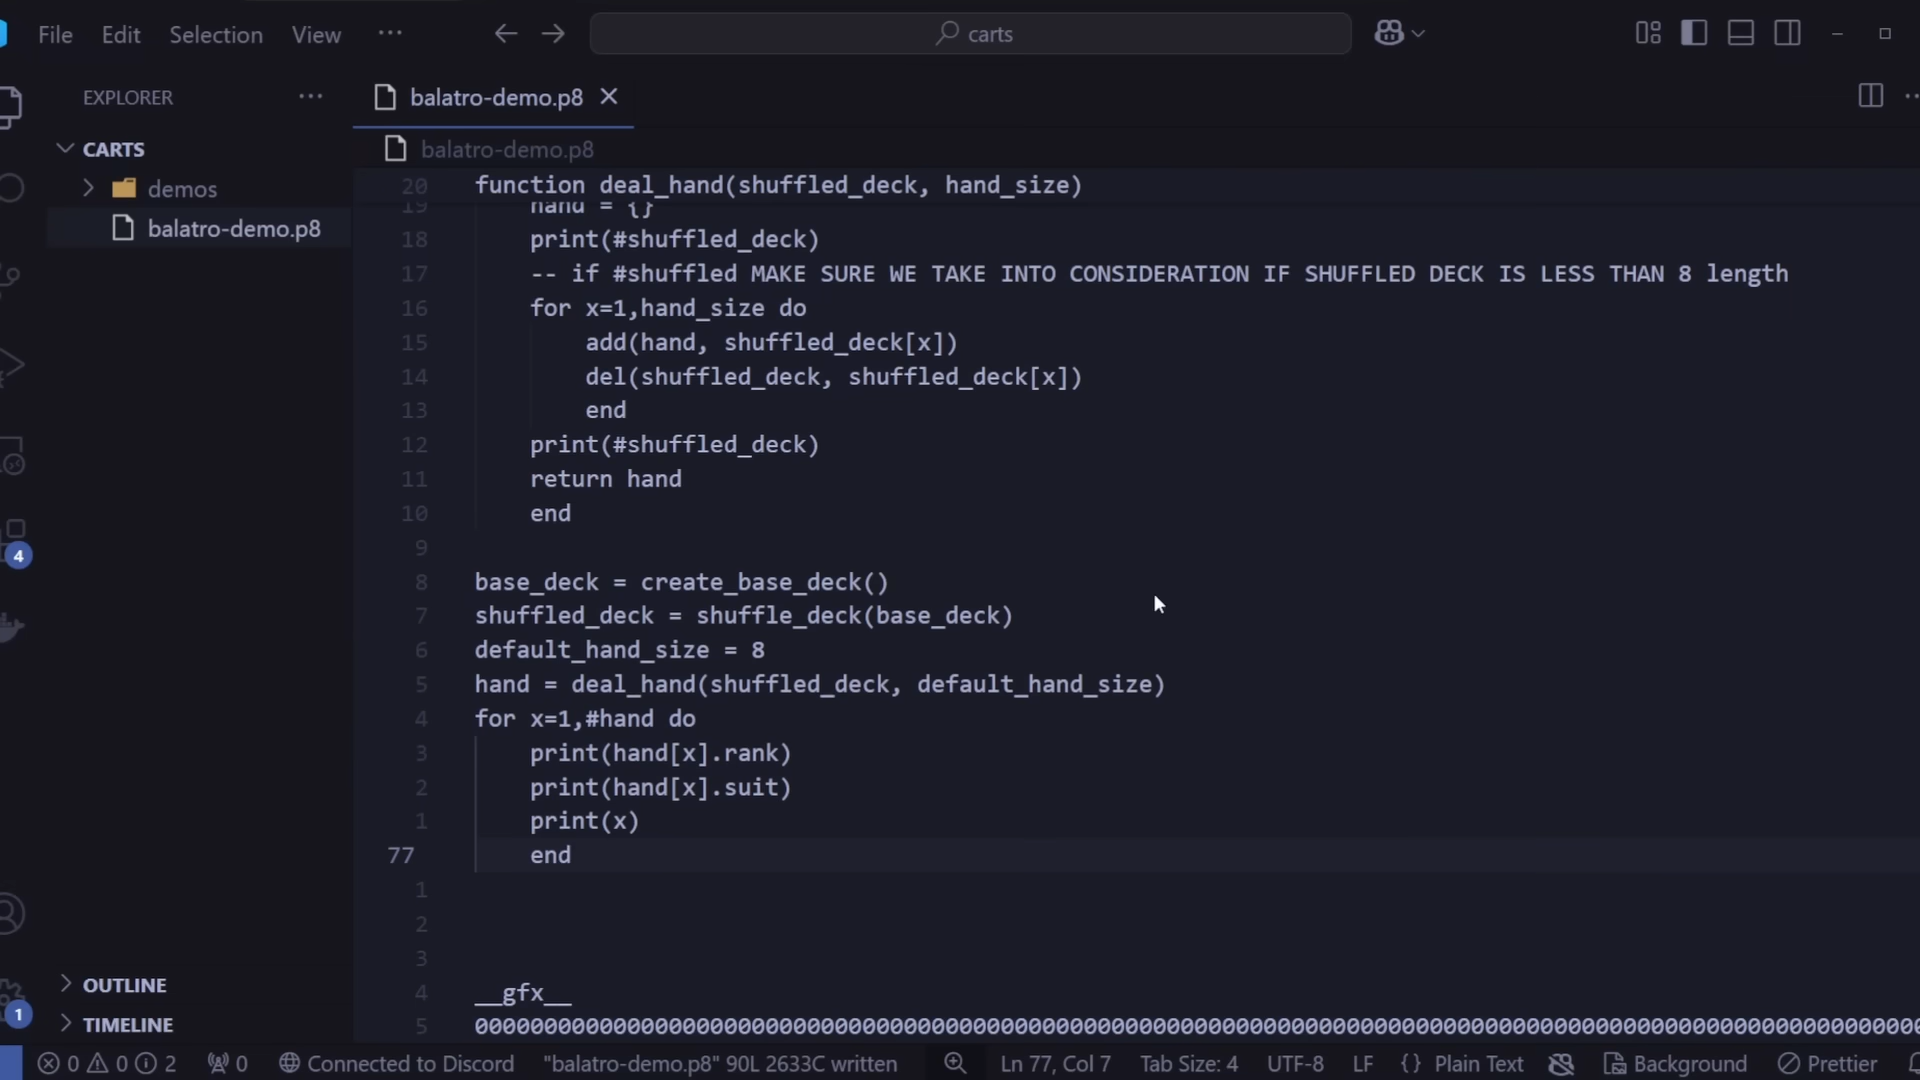 File Edit Selection View ··· carts
EXPLORER ···
balatro-demo.p8
CARTS
balatro-demo.p8
demos
balatro-demo.p8
20 function deal_hand(shuffled_deck, hand_size)
19 hand = {}
18 print(#shuffled_deck)
17 -- if #shuffled MAKE SURE WE TAKE INTO CONSIDERATION IF SHUFFLED DECK IS LESS THAN 8 length
16 for x=1,hand_size do
15 add(hand, shuffled_deck[x])
14 del(shuffled_deck, shuffled_deck[x])
13 end
12 print(#shuffled_deck)
11 return hand
10 end
9
8 base_deck = create_base_deck()
7 shuffled_deck = shuffle_deck(base_deck)
6 default_hand_size = 8
5 hand = deal_hand(shuffled_deck, default_hand_size)
4 for x=1,#hand do
3 print(hand[x].rank)
2 print(hand[x].suit)
1 print(x)
77 end
1
2
3
4 __gfx__
5
4
1
OUTLINE
TIMELINE
0 0 2 0 Connected to Discord "balatro-demo.p8" 90L 2633C written Ln 77, Col 7 Tab Size: 4 UTF-8 LF {} Plain Text Background Prettier